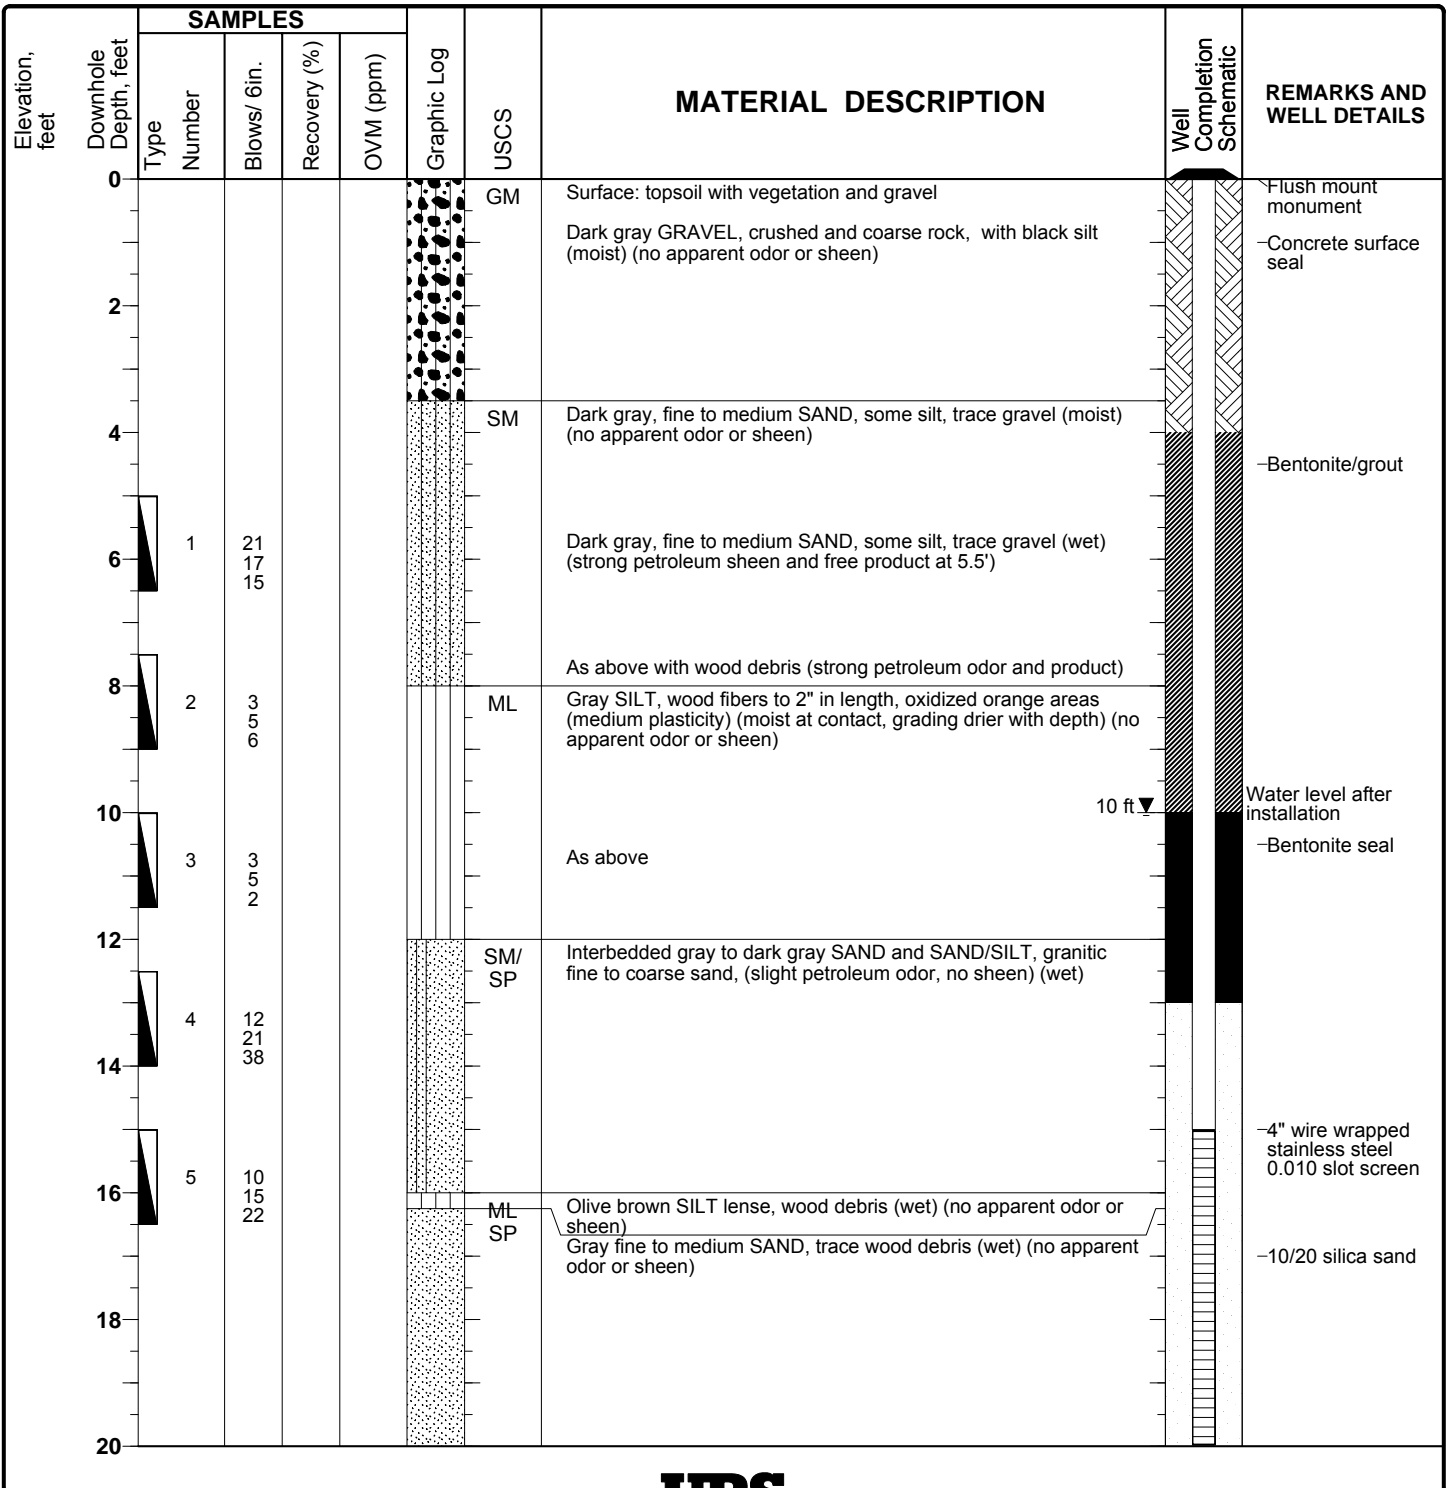 SAMPLES
Elevation,
feet
Downhole
Depth, feet
Type
Number
Blows/ 6in.
Recovery (%)
OVM (ppm)
Graphic Log
USCS
MATERIAL DESCRIPTION
Well
Completion
Schematic
REMARKS AND
WELL DETAILS
0
GM
Surface: topsoil with vegetation and gravel
Flush mount
monument
Dark gray GRAVEL, crushed and coarse rock, with black silt
(moist) (no apparent odor or sheen)
Concrete surface
seal
2
SM
Dark gray, fine to medium SAND, some silt, trace gravel (moist)
(no apparent odor or sheen)
4
Bentonite/grout
1
21
17
15
Dark gray, fine to medium SAND, some silt, trace gravel (wet)
(strong petroleum sheen and free product at 5.5')
6
As above with wood debris (strong petroleum odor and product)
8
2
3
5
6
ML
Gray SILT, wood fibers to 2" in length, oxidized orange areas
(medium plasticity) (moist at contact, grading drier with depth) (no
apparent odor or sheen)
10
10 ft
Water level after
installation
Bentonite seal
3
3
5
2
As above
12
SM/
SP
Interbedded gray to dark gray SAND and SAND/SILT, granitic
fine to coarse sand, (slight petroleum odor, no sheen) (wet)
4
12
21
38
14
4" wire wrapped
stainless steel
0.010 slot screen
5
10
15
22
16
ML
Olive brown SILT lense, wood debris (wet) (no apparent odor or
sheen)
SP
Gray fine to medium SAND, trace wood debris (wet) (no apparent
odor or sheen)
10/20 silica sand
18
20